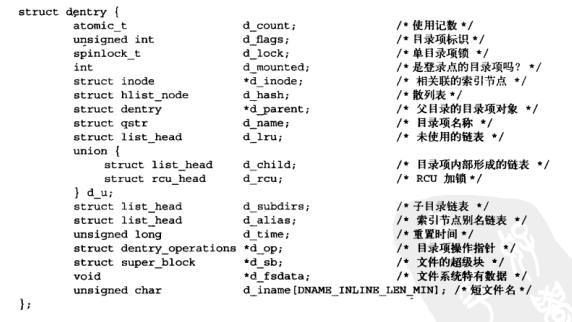 struct dentry {
atomic_t d_count; /* 使用记数 */
unsigned int d_flags; /* 目录项标识 */
spinlock_t d_lock; /* 单目录项锁 */
int d_mounted; /* 是登录点的目录项吗? */
struct inode *d_inode; /* 相关联的索引节点 */
struct hlist_node d_hash; /* 散列表 */
struct dentry *d_parent; /* 父目录的目录项对象 */
struct qstr d_name; /* 目录项名称 */
struct list_head d_lru; /* 未使用的链表 */
union {
struct list_head d_child; /* 目录项内部形成的链表 */
struct rcu_head d_rcu; /* RCU 加锁 */
} d_u;
struct list_head d_subdirs; /* 子目录链表 */
struct list_head d_alias; /* 索引节点别名链表 */
unsigned long d_time; /* 重置时间 */
struct dentry_operations *d_op; /* 目录项操作指针 */
struct super_block *d_sb; /* 文件的超级块 */
void *d_fsdata; /* 文件系统特有数据 */
unsigned char d_iname[DNAME_INLINE_LEN_MIN]; /* 短文件名 */
};